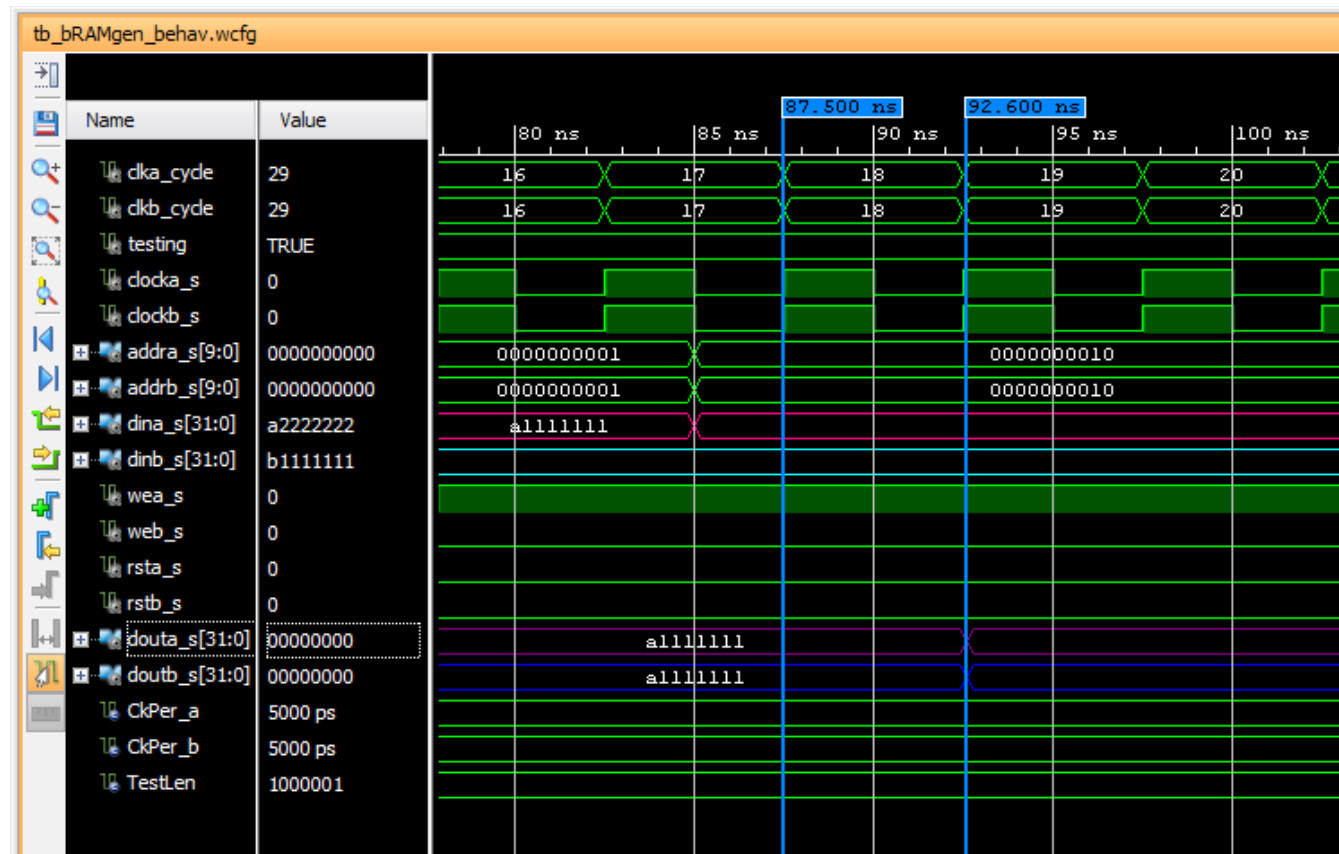 tb_bRAMgen_behav.wcfg
Name Value
87.500 ns 92.600 ns
80 ns 85 ns 90 ns 95 ns 100 ns
clka_cycle 29 16 17 18 19 20
clkb_cycle 29 16 17 18 19 20
testing TRUE
clocka_s 0
clockb_s 0
addra_s[9:0] 0000000000 0000000001 0000000010
addrb_s[9:0] 0000000000 0000000001 0000000010
dina_s[31:0] a2222222 a1111111
dinb_s[31:0] b1111111
wea_s 0
web_s 0
rsta_s 0
rstb_s 0
douta_s[31:0] 00000000 a1111111
doutb_s[31:0] 00000000 a1111111
CkPer_a 5000 ps
CkPer_b 5000 ps
TestLen 1000001